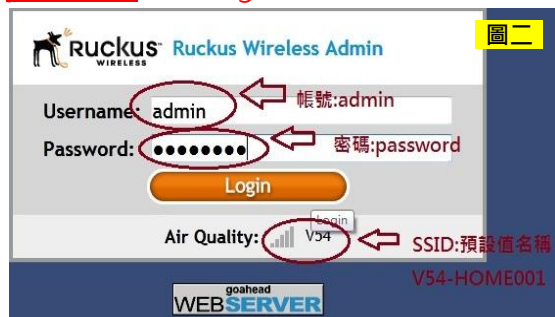 Ruckus Ruckus Wireless Admin
WIRELESS
圖二
Username: admin
帳號:admin
Password: ●●●●●●●●
密碼:password
Login
Login
Air Quality: V54
SSID:預設值名稱
V54-HOME001
goahead
WEBSERVER